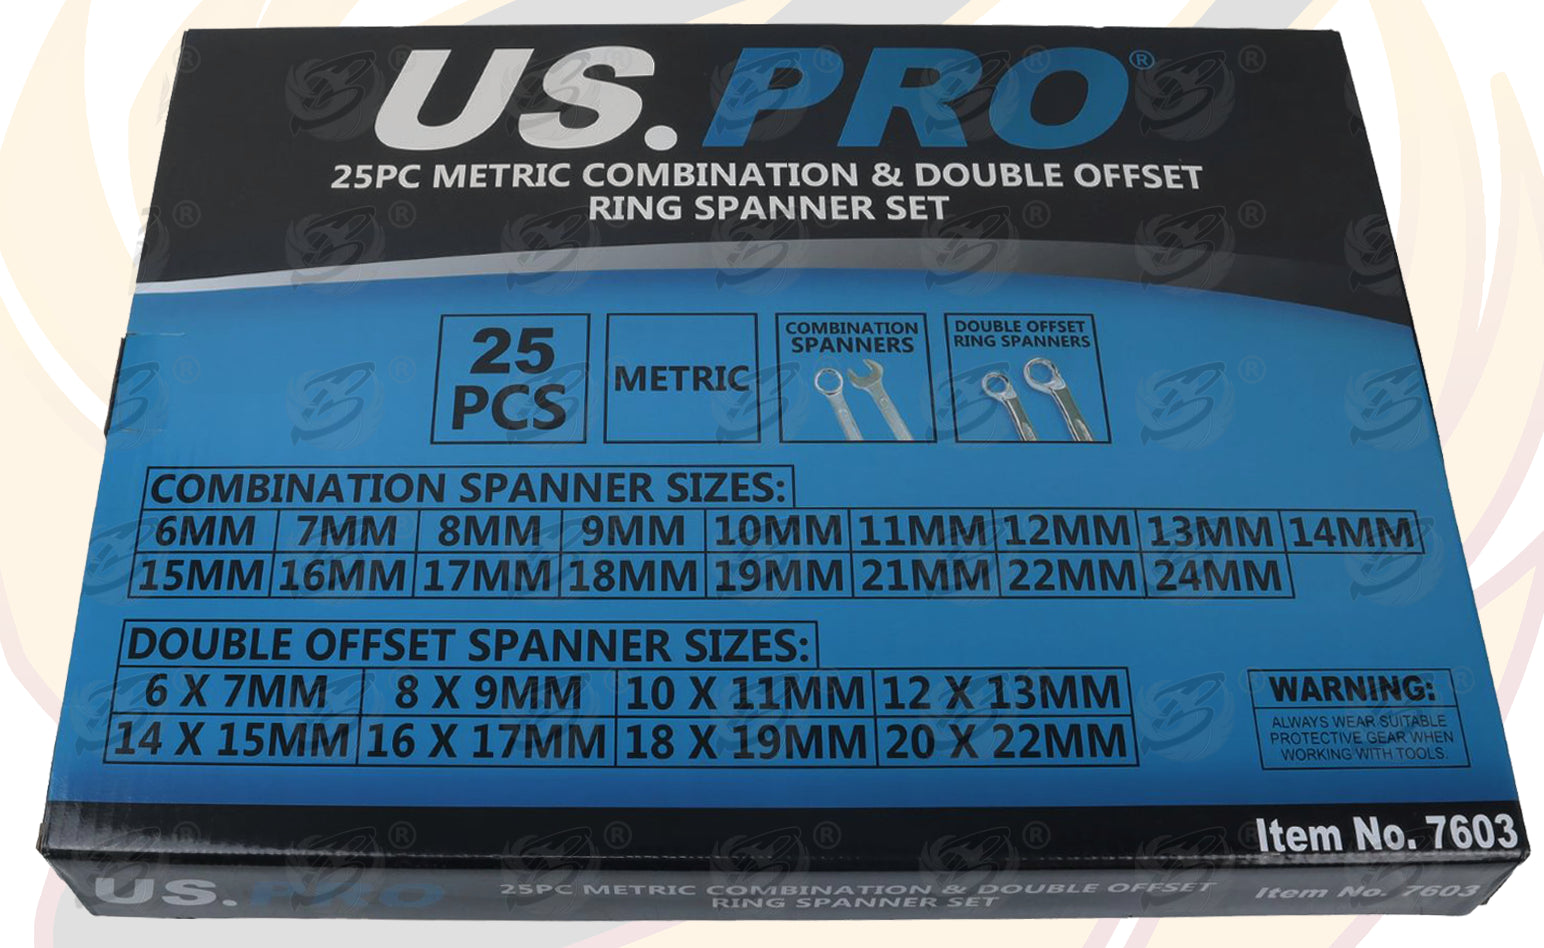 US.PRO®
25PC METRIC COMBINATION & DOUBLE OFFSET
RING SPANNER SET
25
PCS
METRIC
COMBINATION
SPANNERS
DOUBLE OFFSET
RING SPANNERS
COMBINATION SPANNER SIZES:
6MM 7MM 8MM 9MM 10MM 11MM 12MM 13MM 14MM
15MM 16MM 17MM 18MM 19MM 21MM 22MM 24MM
DOUBLE OFFSET SPANNER SIZES:
6 X 7MM 8 X 9MM 10 X 11MM 12 X 13MM
14 X 15MM 16 X 17MM 18 X 19MM 20 X 22MM
WARNING:
ALWAYS WEAR SUITABLE
PROTECTIVE GEAR WHEN
WORKING WITH TOOLS.
Item No. 7603
US.PRO
25PC METRIC COMBINATION & DOUBLE OFFSET
RING SPANNER SET
Item No. 7603